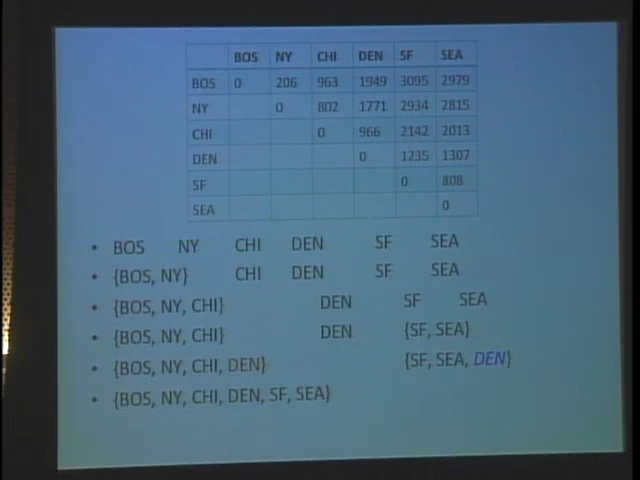 BOS NY CHI DEN SF SEA
BOS 0 206 963 1949 3095 2979
NY 0 802 1771 2934 2815
CHI 0 966 2142 2013
DEN 0 1235 1307
SF 0 808
SEA 0
• BOS NY CHI DEN SF SEA
• {BOS, NY} CHI DEN SF SEA
• {BOS, NY, CHI} DEN SF SEA
• {BOS, NY, CHI} DEN {SF, SEA}
• {BOS, NY, CHI, DEN} {SF, SEA, DEN}
• {BOS, NY, CHI, DEN, SF, SEA}